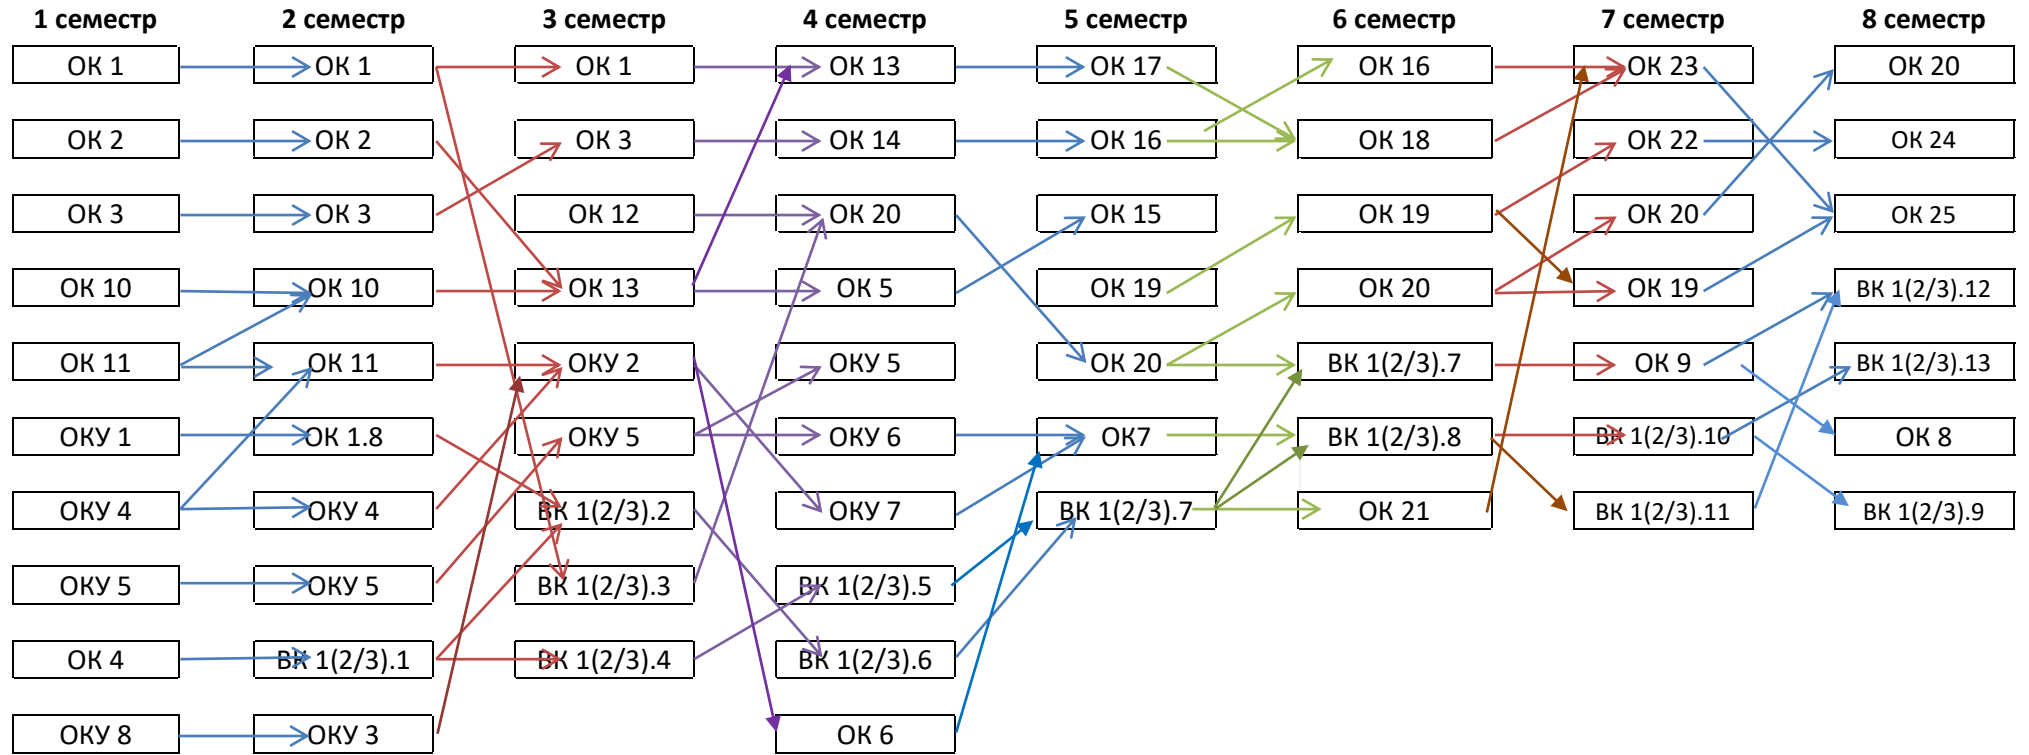 1 семестр 2 семестр 3 семестр 4 семестр 5 семестр 6 семестр 7 семестр 8 семестр
ОК 1 ОК 1 ОК 1 ОК 13 ОК 17 ОК 16 ОК 23 ОК 20
ОК 2 ОК 2 ОК 3 ОК 14 ОК 16 ОК 18 ОК 22 ОК 24
ОК 3 ОК 3 ОК 12 ОК 20 ОК 15 ОК 19 ОК 20 ОК 25
ОК 10 ОК 10 ОК 13 ОК 5 ОК 19 ОК 20 ОК 19 ВК 1(2/3).12
ОК 11 ОК 11 ОКУ 2 ОКУ 5 ОК 20 ВК 1(2/3).7 ОК 9 ВК 1(2/3).13
ОКУ 1 ОК 1.8 ОКУ 5 ОКУ 6 ОК7 ВК 1(2/3).8 ВК 1(2/3).10 ОК 8
ОКУ 4 ОКУ 4 ВК 1(2/3).2 ОКУ 7 ВК 1(2/3).7 ОК 21 ВК 1(2/3).11 ВК 1(2/3).9
ОКУ 5 ОКУ 5 ВК 1(2/3).3 ВК 1(2/3).5
ОК 4 ВК 1(2/3).1 ВК 1(2/3).4 ВК 1(2/3).6
ОКУ 8 ОКУ 3 ОК 6